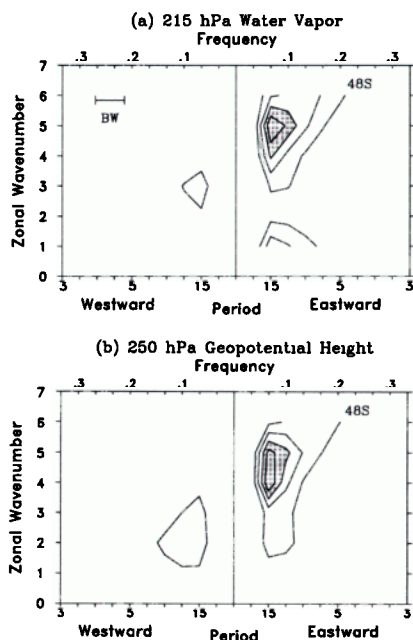 (a) 215 hPa Water Vapor
Frequency
.3 .2 .1 0 .1 .2 .3
7
48S
6
BW
5
4
Zonal Wavenumber
3
2
1
0
3 5 15 15 5 3
Westward Period Eastward
(b) 250 hPa Geopotential Height
Frequency
.3 .2 .1 0 .1 .2 .3
7
48S
6
5
4
Zonal Wavenumber
3
2
1
0
3 5 15 15 5 3
Westward Period Eastward